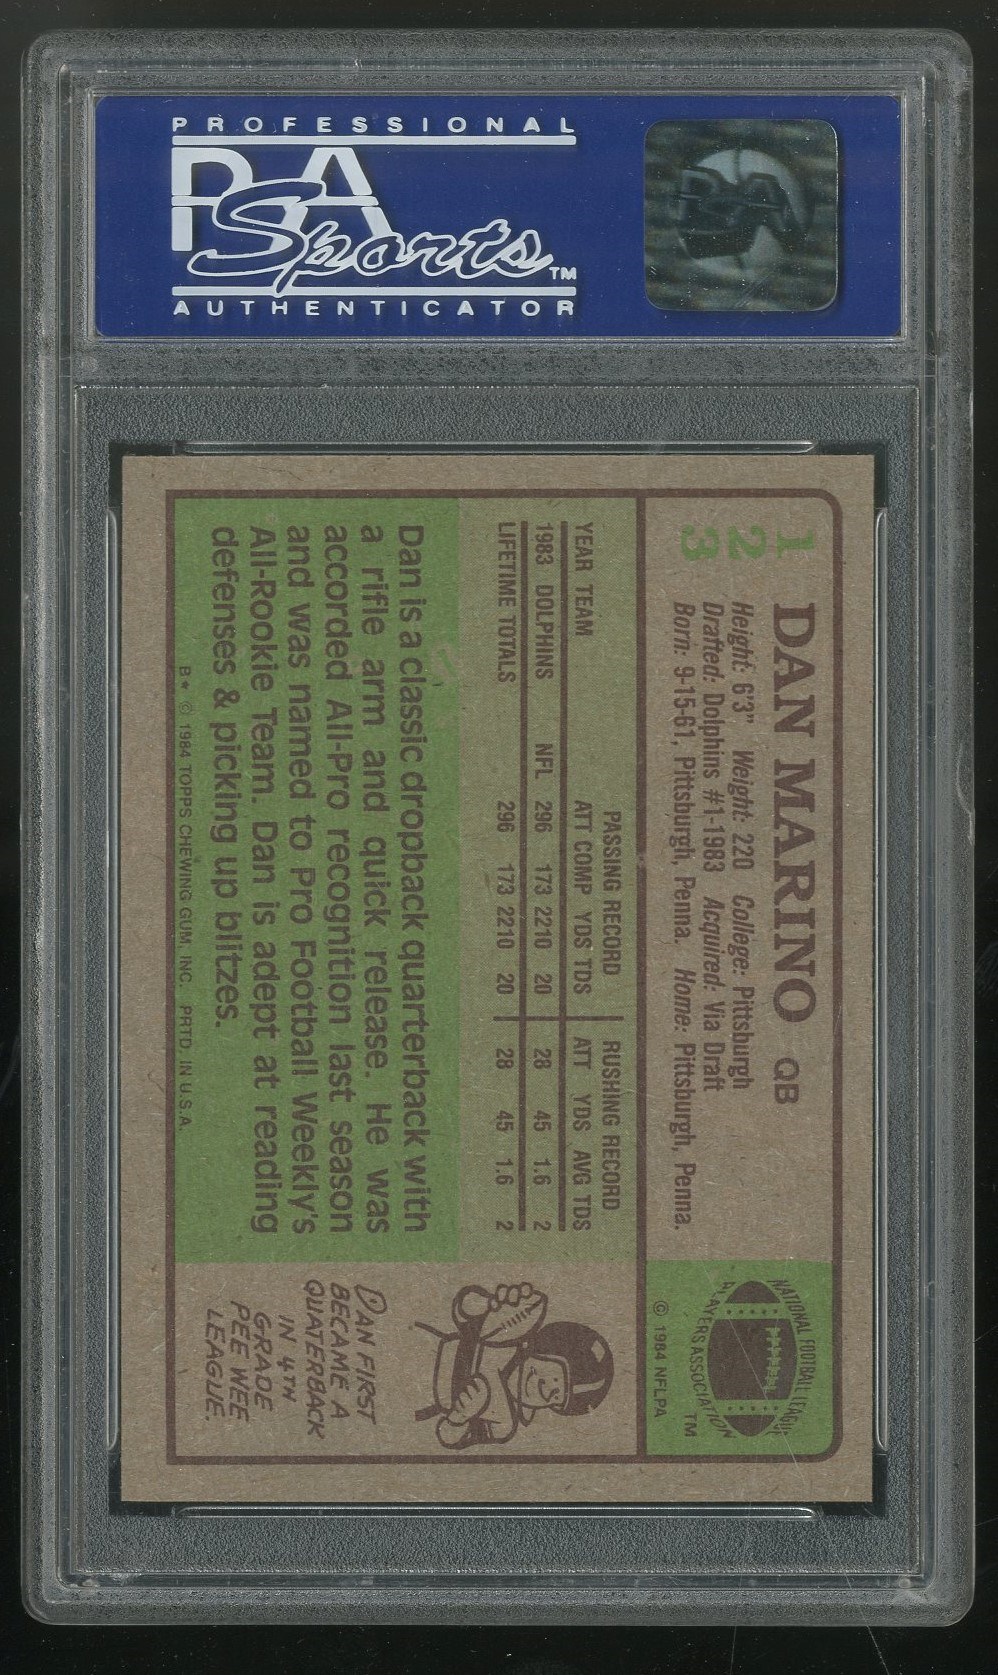 PROFESSIONAL
PSA
Sports™
AUTHENTICATOR
PSA
123
DAN MARINO QB
Height: 6'3" Weight: 220 College: Pittsburgh
Drafted: Dolphins #1-1983 Acquired: Via Draft
Born: 9-15-61, Pittsburgh, Penna. Home: Pittsburgh, Penna.
NATIONAL FOOTBALL LEAGUE
PLAYERS ASSOCIATION
TM
© 1984 NFLPA
PASSING RECORD RUSHING RECORD
YEAR TEAM ATT COMP YDS TDS ATT YDS AVG TDS
1983 DOLPHINS NFL 296 173 2210 20 28 45 1.6 2
LIFETIME TOTALS 296 173 2210 20 28 45 1.6 2
Dan is a classic dropback quarterback with
a rifle arm and quick release. He was
accorded All-Pro recognition last season
and was named to Pro Football Weekly's
All-Rookie Team. Dan is adept at reading
defenses & picking up blitzes.
DAN FIRST
BECAME A
QUATERBACK
IN 4TH
GRADE
PEE WEE
LEAGUE.
B* © 1984 TOPPS CHEWING GUM, INC. PRTD. IN U.S.A.